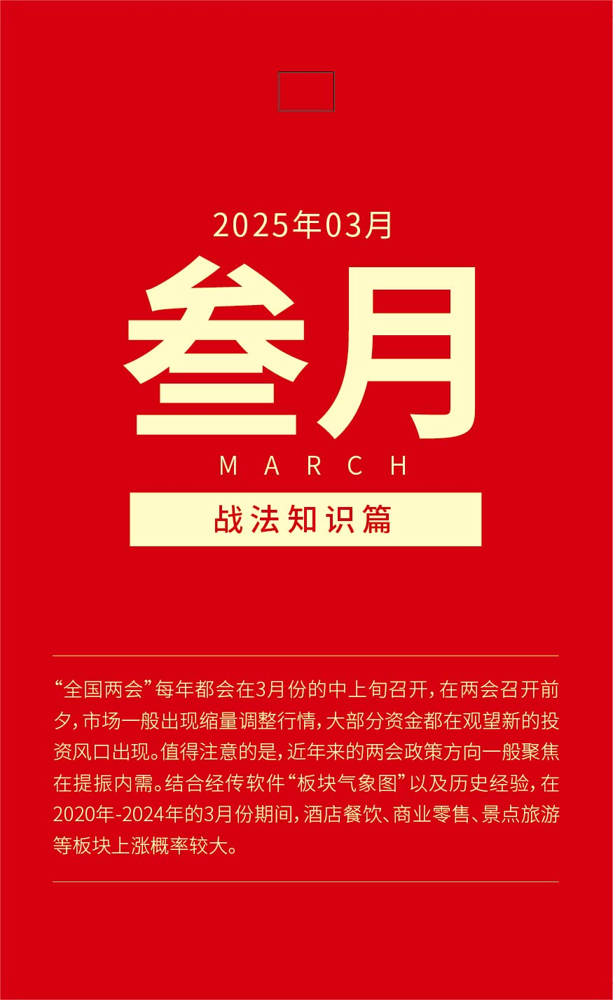 2025年03月
叁月
MARCH
战法知识篇
“全国两会”每年都会在3月份的中上旬召开，在两会召开前
夕，市场一般出现缩量调整行情，大部分资金都在观望新的投
资风口出现。值得注意的是，近年来的两会政策方向一般聚焦
在提振内需。结合经传软件“板块气象图”以及历史经验，在
2020年-2024年的3月份期间，酒店餐饮、商业零售、景点旅游
等板块上涨概率较大。